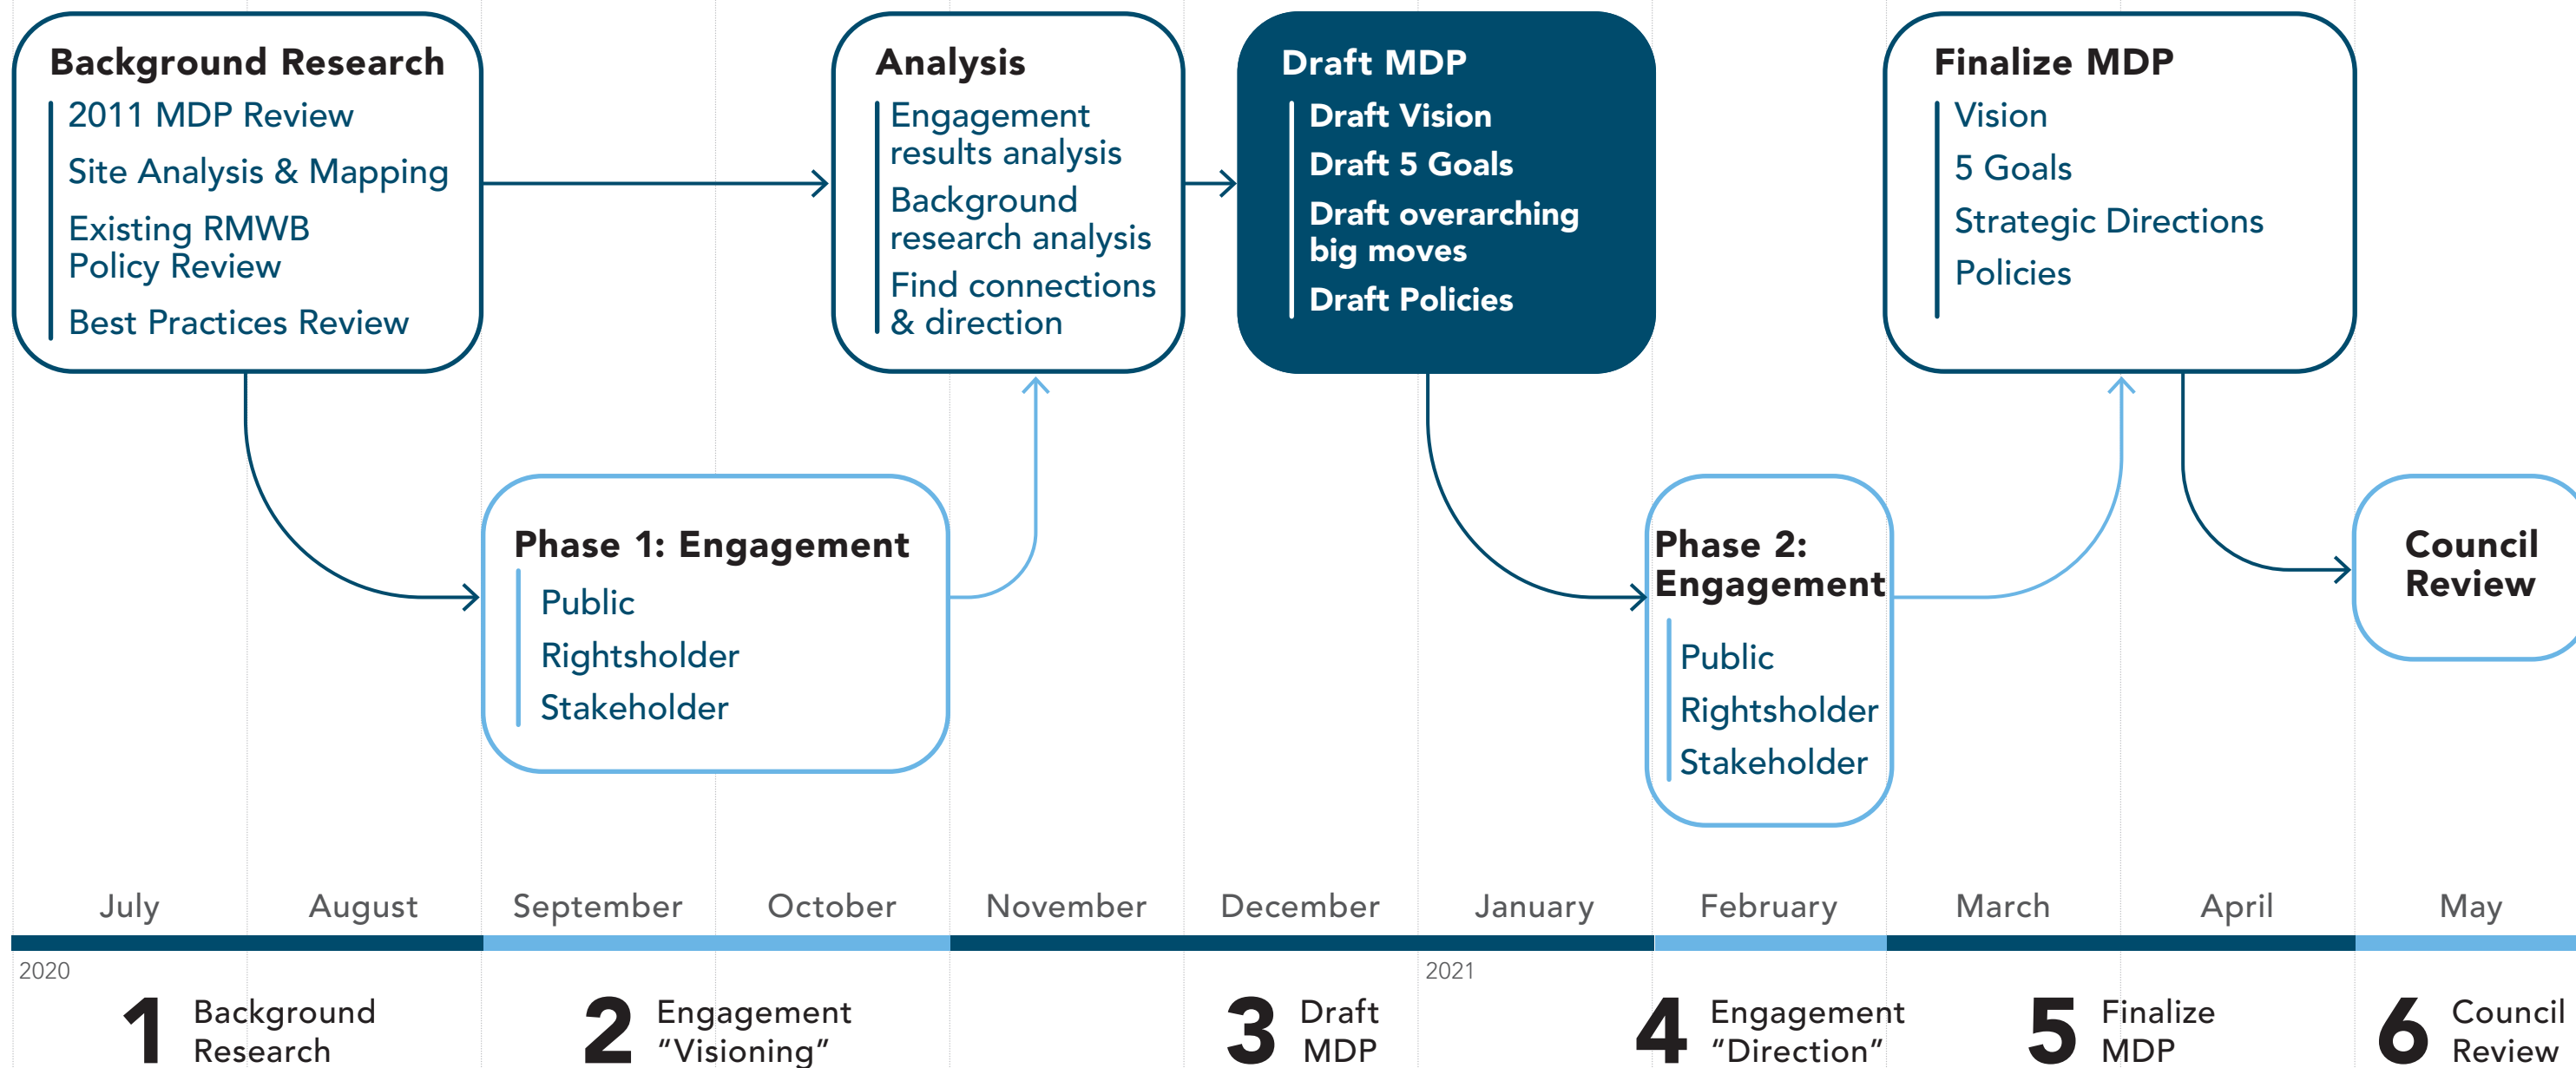 Background Research
2011 MDP Review
Site Analysis & Mapping
Existing RMWB
Policy Review
Best Practices Review
Analysis
Engagement
results analysis
Background
research analysis
Find connections
& direction
Draft MDP
Draft Vision
Draft 5 Goals
Draft overarching
big moves
Draft Policies
Finalize MDP
Vision
5 Goals
Strategic Directions
Policies
Phase 1: Engagement
Public
Rightsholder
Stakeholder
Phase 2:
Engagement
Public
Rightsholder
Stakeholder
Council
Review
July
August
September
October
November
December
January
February
March
April
May
2020
2021
1
Background
Research
2
Engagement
“Visioning”
3
Draft
MDP
4
Engagement
“Direction”
5
Finalize
MDP
6
Council
Review